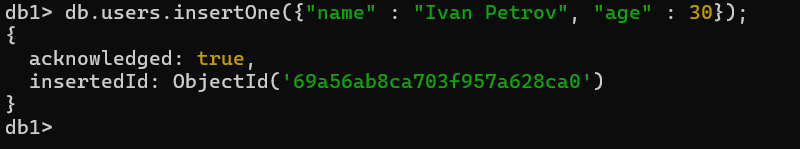 db1> db.users.insertOne({"name" : "Ivan Petrov", "age" : 30});
{
  acknowledged: true,
  insertedId: ObjectId('69a56ab8ca703f957a628ca0')
}
db1>